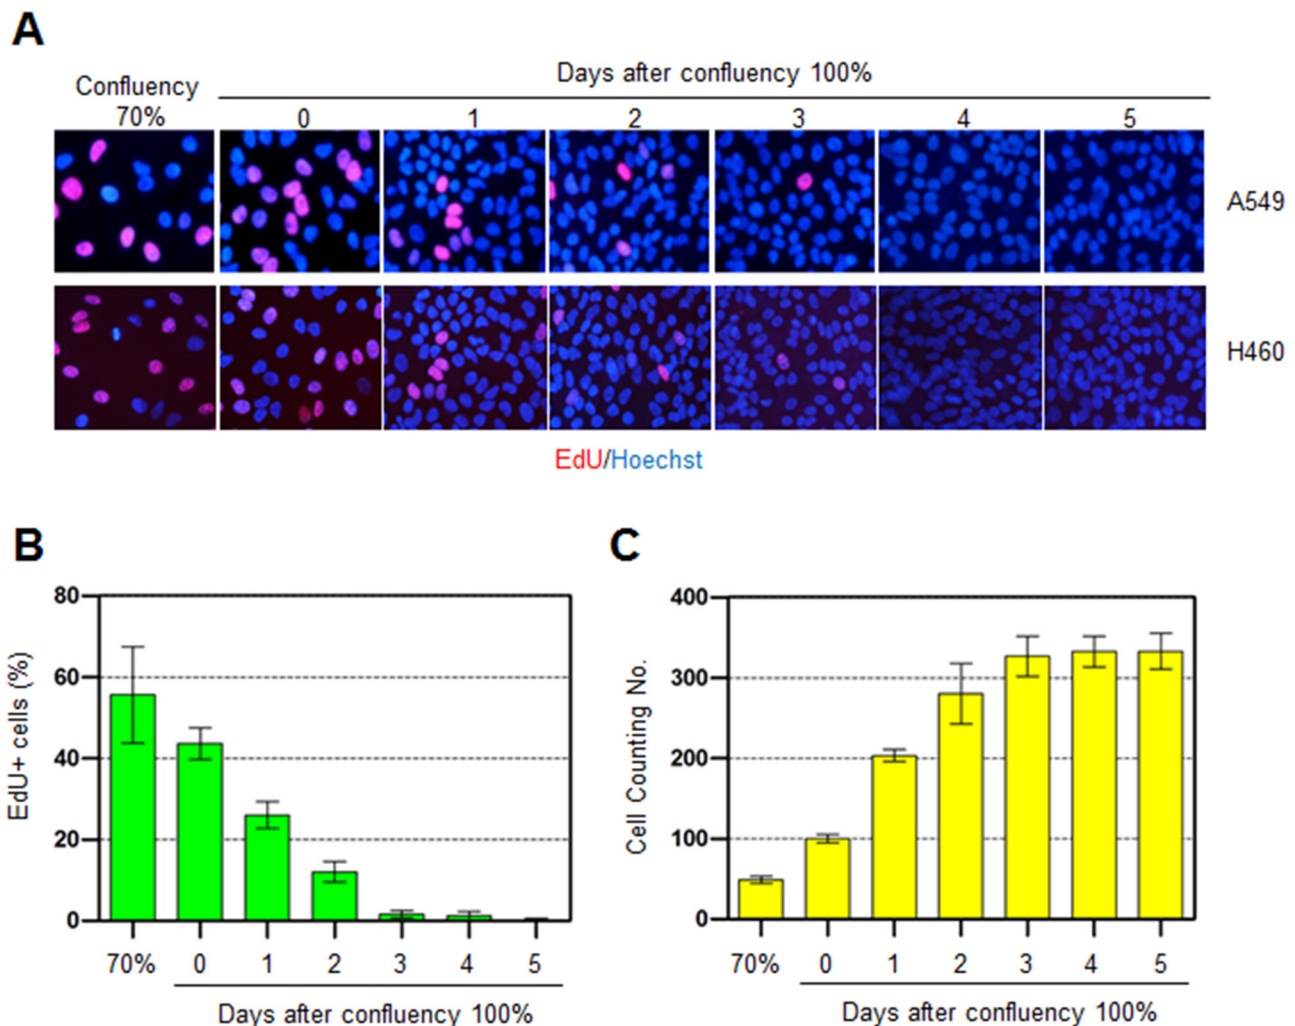 A
Confluency
70%
Days after confluency 100%
0 1 2 3 4 5
A549
H460
EdU/Hoechst
B
EdU+ cells (%)
80
60
40
20
0
70% 0 1 2 3 4 5
Days after confluency 100%
C
Cell Counting No.
400
300
200
100
0
70% 0 1 2 3 4 5
Days after confluency 100%